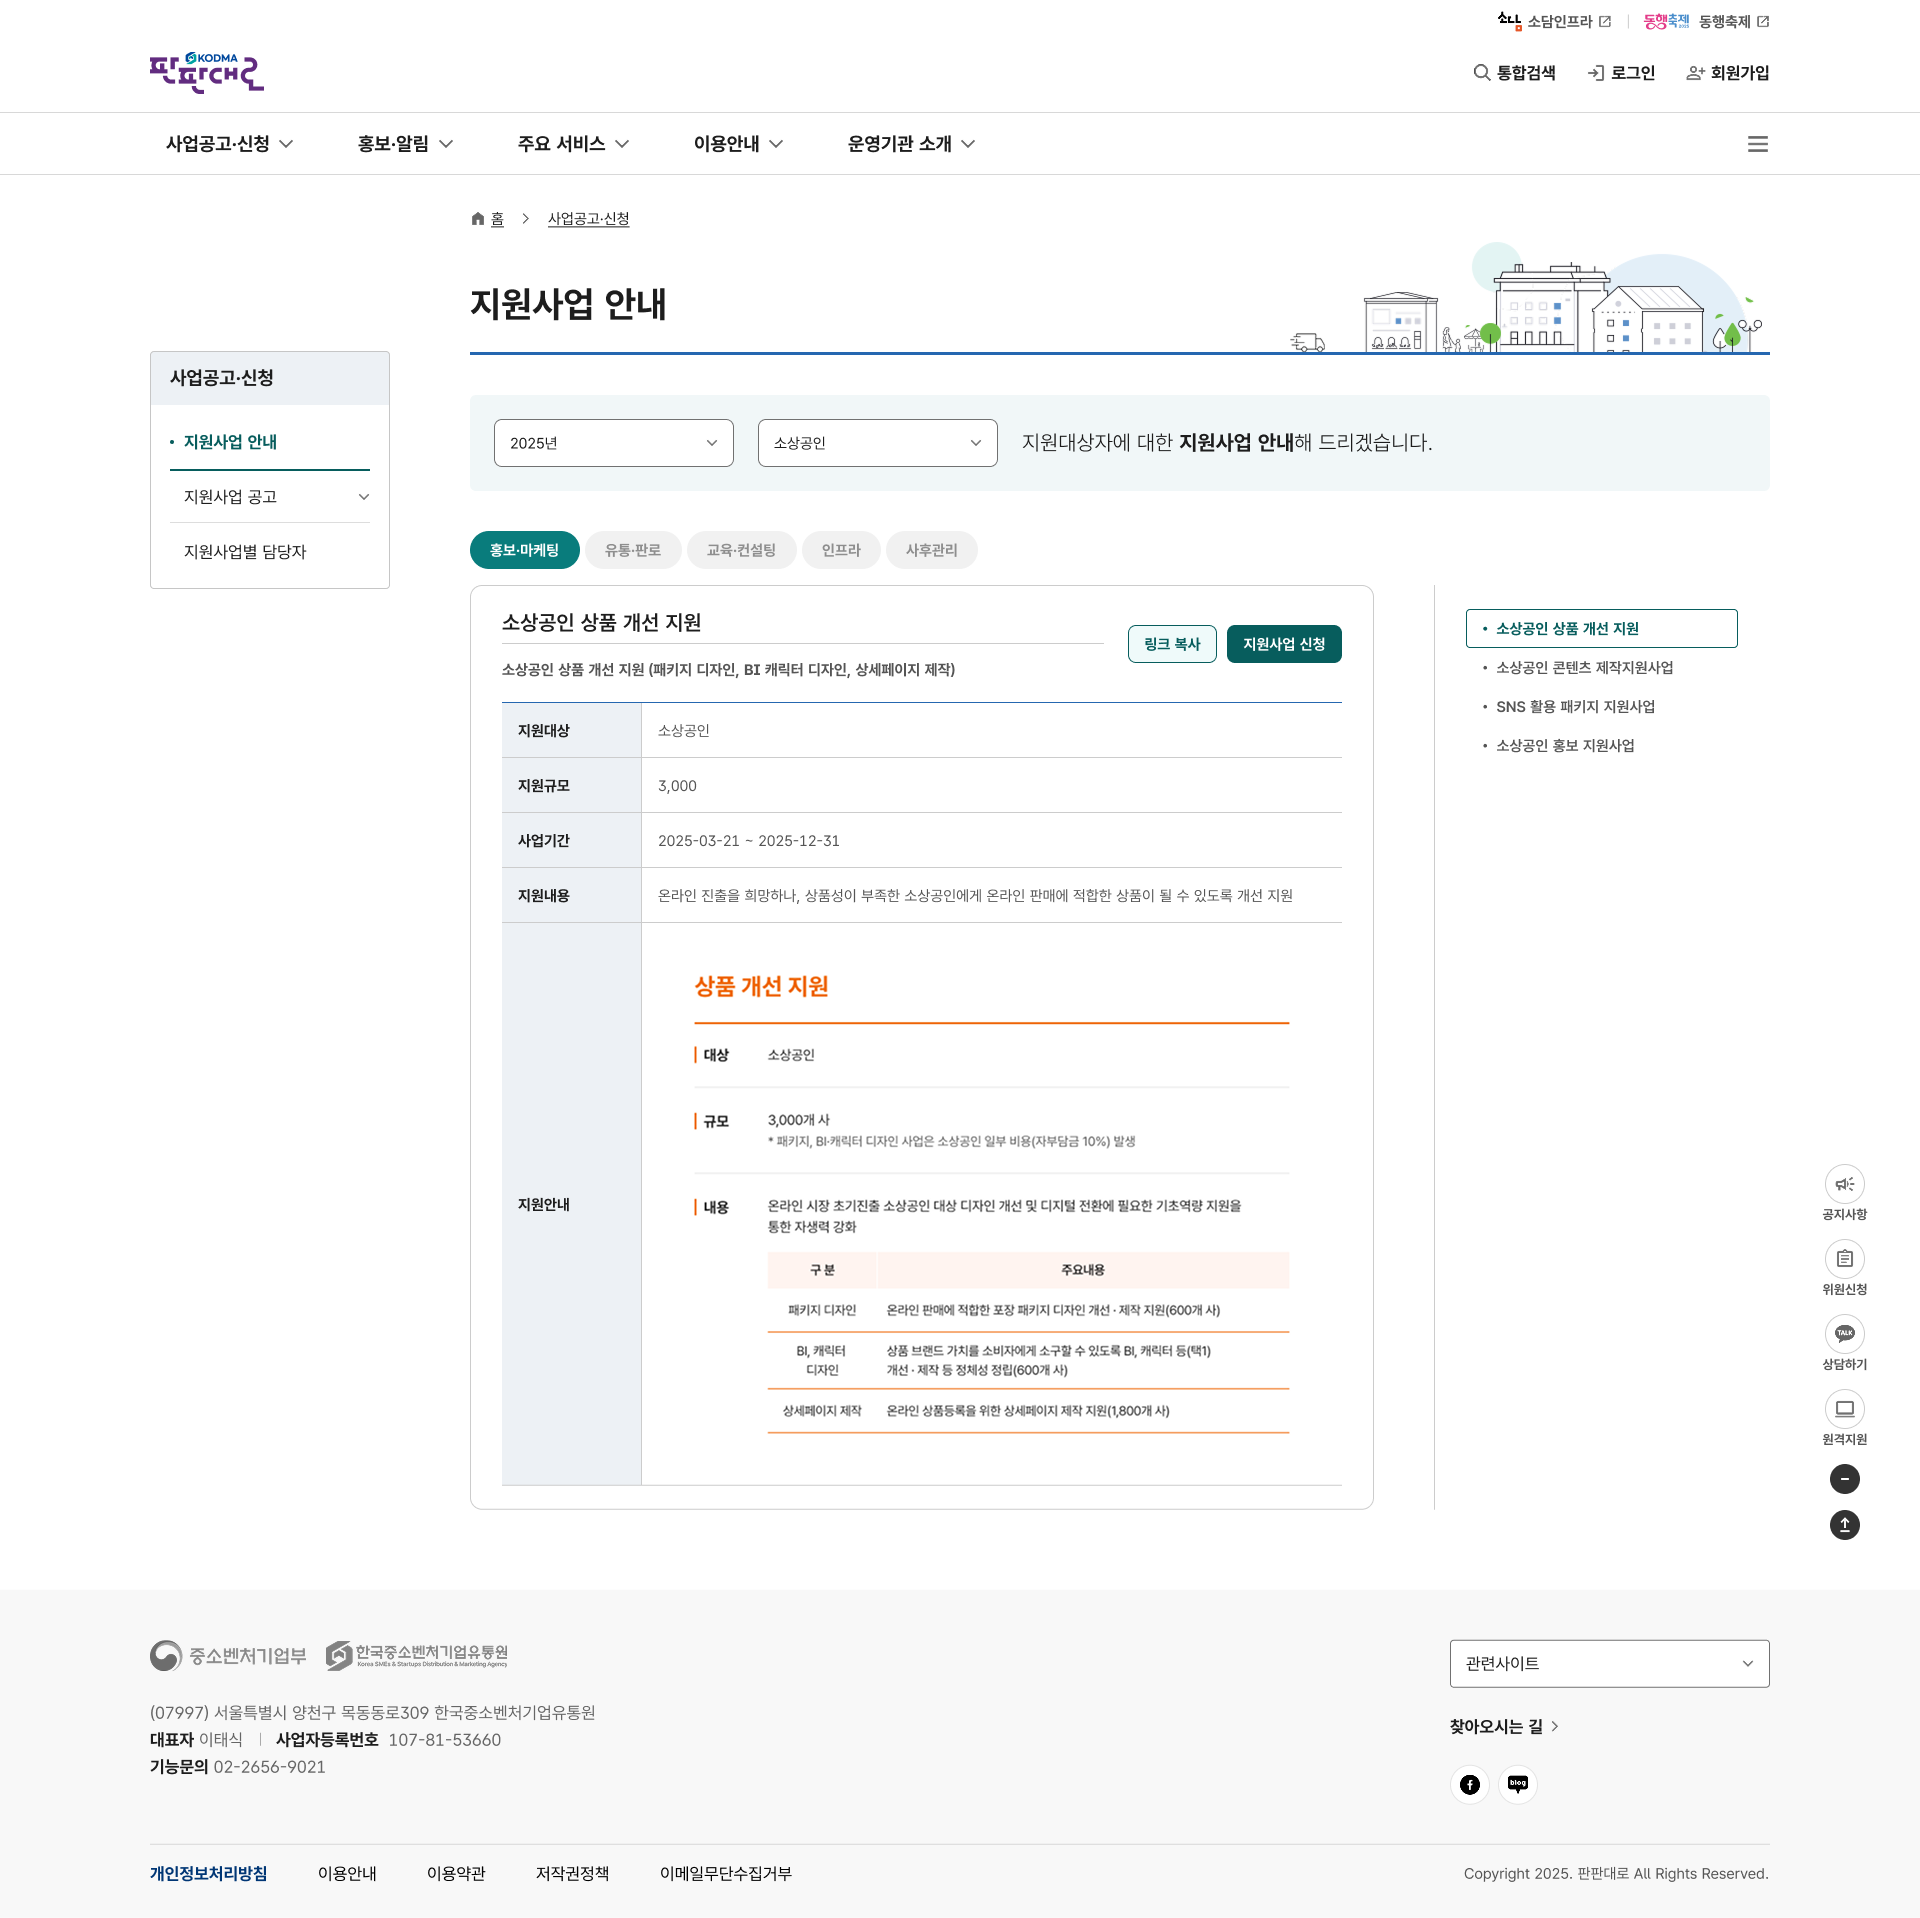 소담 소담인프라
동행축제 2025 동행축제
KODMA
판판대로
통합검색
로그인
회원가입
사업공고·신청
홍보·알림
주요 서비스
이용안내
운영기관 소개
홈
사업공고·신청
지원사업 안내
사업공고·신청
지원사업 안내
지원사업 공고
지원사업별 담당자
2025년
소상공인
지원대상자에 대한 지원사업 안내해 드리겠습니다.
홍보·마케팅
유통·판로
교육·컨설팅
인프라
사후관리
소상공인 상품 개선 지원
링크 복사
지원사업 신청
소상공인 상품 개선 지원 (패키지 디자인, BI 캐릭터 디자인, 상세페이지 제작)
지원대상 소상공인
지원규모 3,000
사업기간 2025-03-21 ~ 2025-12-31
지원내용 온라인 진출을 희망하나, 상품성이 부족한 소상공인에게 온라인 판매에 적합한 상품이 될 수 있도록 개선 지원
지원안내
상품 개선 지원
대상 소상공인
규모 3,000개 사
* 패키지, BI·캐릭터 디자인 사업은 소상공인 일부 비용(자부담금 10%) 발생
내용 온라인 시장 초기진출 소상공인 대상 디자인 개선 및 디지털 전환에 필요한 기초역량 지원을
통한 자생력 강화
구 분 주요내용
패키지 디자인 온라인 판매에 적합한 포장 패키지 디자인 개선 · 제작 지원(600개 사)
BI, 캐릭터 상품 브랜드 가치를 소비자에게 소구할 수 있도록 BI, 캐릭터 등(택1)
디자인 개선 · 제작 등 정체성 정립(600개 사)
상세페이지 제작 온라인 상품등록을 위한 상세페이지 제작 지원(1,800개 사)
소상공인 상품 개선 지원
소상공인 콘텐츠 제작지원사업
SNS 활용 패키지 지원사업
소상공인 홍보 지원사업
공지사항
위원신청
TALK
상담하기
원격지원
중소벤처기업부
한국중소벤처기업유통원
Korea SMEs & Startups Distribution & Marketing Agency
(07997) 서울특별시 양천구 목동동로309 한국중소벤처기업유통원
대표자 이태식 사업자등록번호 107-81-53660
기능문의 02-2656-9021
관련사이트
찾아오시는 길
blog
개인정보처리방침
이용안내
이용약관
저작권정책
이메일무단수집거부
Copyright 2025. 판판대로 All Rights Reserved.